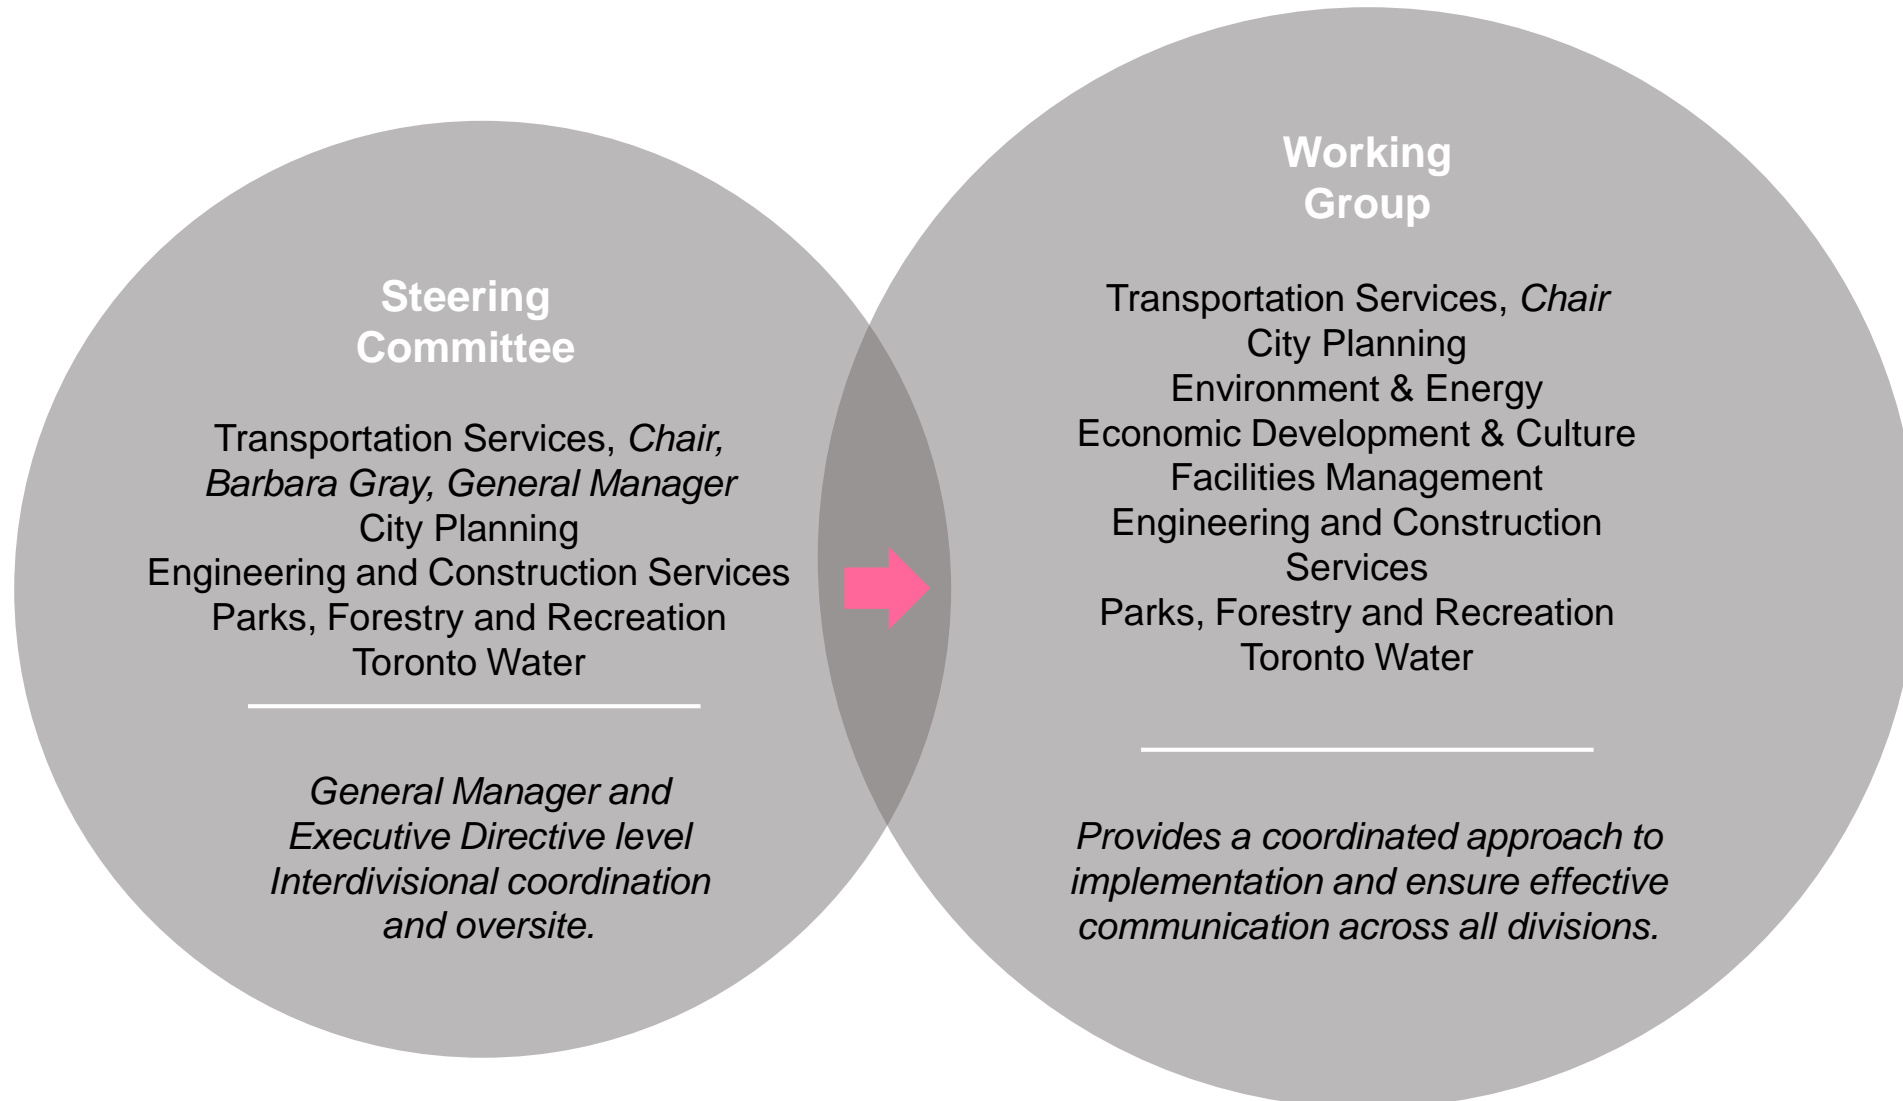 Steering
Committee
Transportation Services, Chair,
Barbara Gray, General Manager
City Planning
Engineering and Construction Services
Parks, Forestry and Recreation
Toronto Water
General Manager and
Executive Directive level
Interdivisional coordination
and oversite.
Working
Group
Transportation Services, Chair
City Planning
Environment & Energy
Economic Development & Culture
Facilities Management
Engineering and Construction
Services
Parks, Forestry and Recreation
Toronto Water
Provides a coordinated approach to
implementation and ensure effective
communication across all divisions.